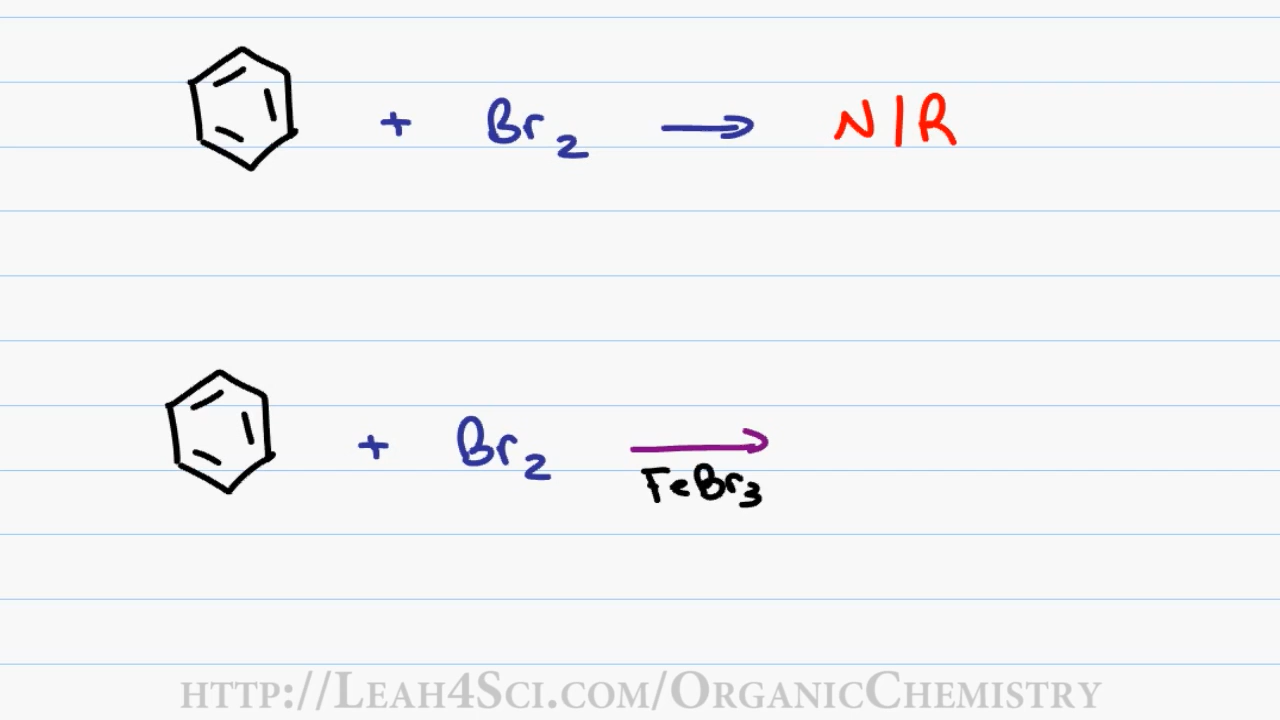 + Br₂ → N/R
+ Br₂ →
FeBr₃
HTTP://LEAH4SCI.COM/ORGANICCHEMISTRY